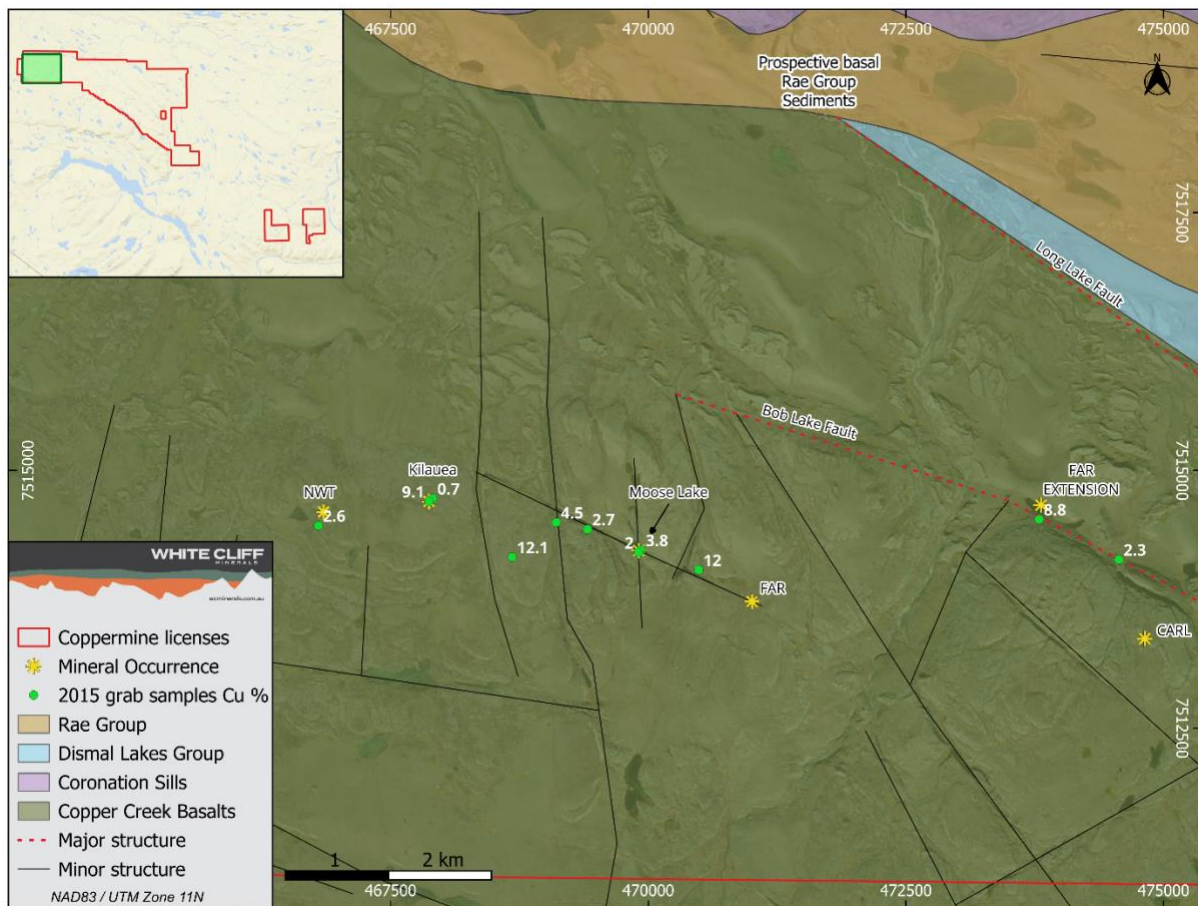 467500
470000
472500
475000
Prospective basal
Rae Group
Sediments
N
7517500
7517500
Long Lake Fault
Bob Lake Fault
7515000
7515000
NWT
2.6
Kilauea
9.1
0.7
4.5
2.7
Moose Lake
12.1
2
3.8
12
FAR
FAR
EXTENSION
8.8
2.3
CARL
7512500
WHITE CLIFF
MINERALS
wcminerals.com.au
Coppermine licenses
Mineral Occurrence
2015 grab samples Cu %
Rae Group
Dismal Lakes Group
Coronation Sills
Copper Creek Basalts
Major structure
Minor structure
NAD83 / UTM Zone 11N
1
2 km
467500
470000
472500
475000